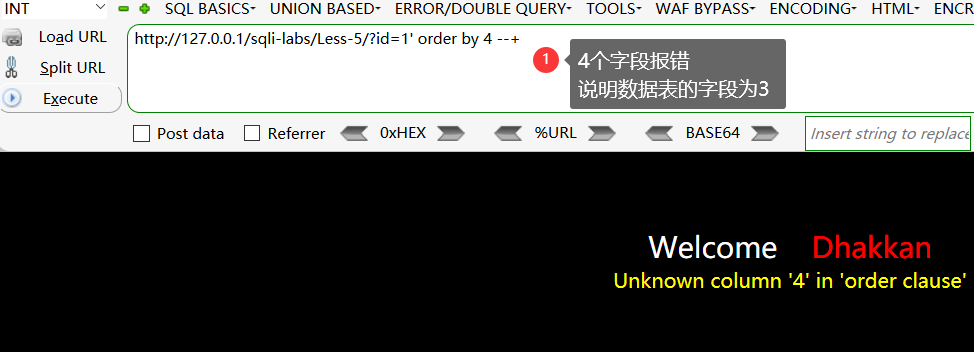 INT SQL BASICS UNION BASED ERROR/DOUBLE QUERY TOOLS WAF BYPASS ENCODING HTML ENCR
Load URL
http://127.0.0.1/sqli-labs/Less-5/?id=1' order by 4 --+
1
4个字段报错
说明数据表的字段为3
Split URL
Execute
Post data Referrer 0xHEX %URL BASE64 Insert string to replace
Welcome Dhakkan
Unknown column '4' in 'order clause'